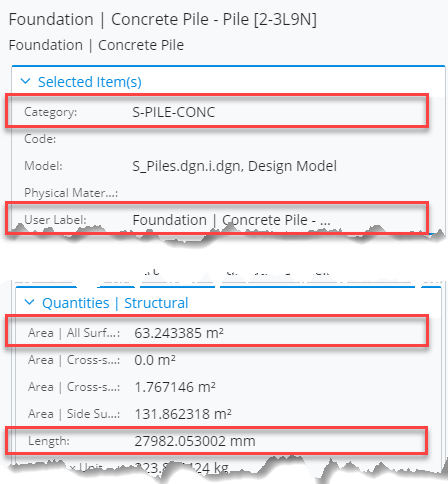 Foundation | Concrete Pile - Pile [2-3L9N]
Foundation | Concrete Pile
Selected Item(s)
Category: S-PILE-CONC
Code:
Model: S_Piles.dgn.i.dgn, Design Model
Physical Mater...:
User Label: Foundation | Concrete Pile - ...
Quantities | Structural
Area | All Surf...: 63.243385 m²
Area | Cross-s...: 0.0 m²
Area | Cross-s...: 1.767146 m²
Area | Side Su...: 131.862318 m²
Length: 27982.053002 mm
kg